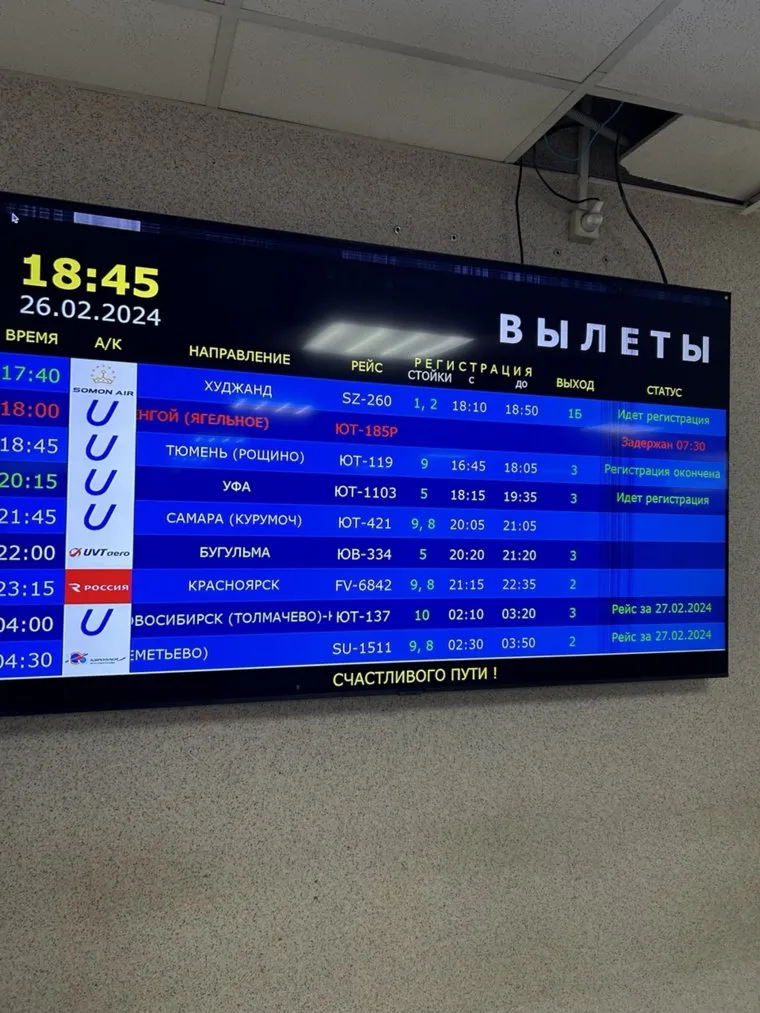 18:45
26.02.2024
ВЫЛЕТЫ
ВРЕМЯ А/К НАПРАВЛЕНИЕ РЕЙС РЕГИСТРАЦИЯ СТОЙКИ с до ВЫХОД СТАТУС
17:40 SOMON AIR ХУДЖАНД SZ-260 1, 2 18:10 18:50 1Б Идет регистрация
18:00 ЕНГОЙ (ЯГЕЛЬНОЕ) ЮТ-185Р Задержан 07:30
18:45 ТЮМЕНЬ (РОЩИНО) ЮТ-119 9 16:45 18:05 3 Регистрация окончена
20:15 УФА ЮТ-1103 5 18:15 19:35 3 Идет регистрация
21:45 САМАРА (КУРУМОЧ) ЮТ-421 9, 8 20:05 21:05
22:00 UVTaero БУГУЛЬМА ЮВ-334 5 20:20 21:20 3
23:15 РОССИЯ КРАСНОЯРСК FV-6842 9, 8 21:15 22:35 2
04:00 ОВОСИБИРСК (ТОЛМАЧЕВО)-Н ЮТ-137 10 02:10 03:20 3 Рейс за 27.02.2024
04:30 ЕМЕТЬЕВО) SU-1511 9, 8 02:30 03:50 2 Рейс за 27.02.2024
СЧАСТЛИВОГО ПУТИ !